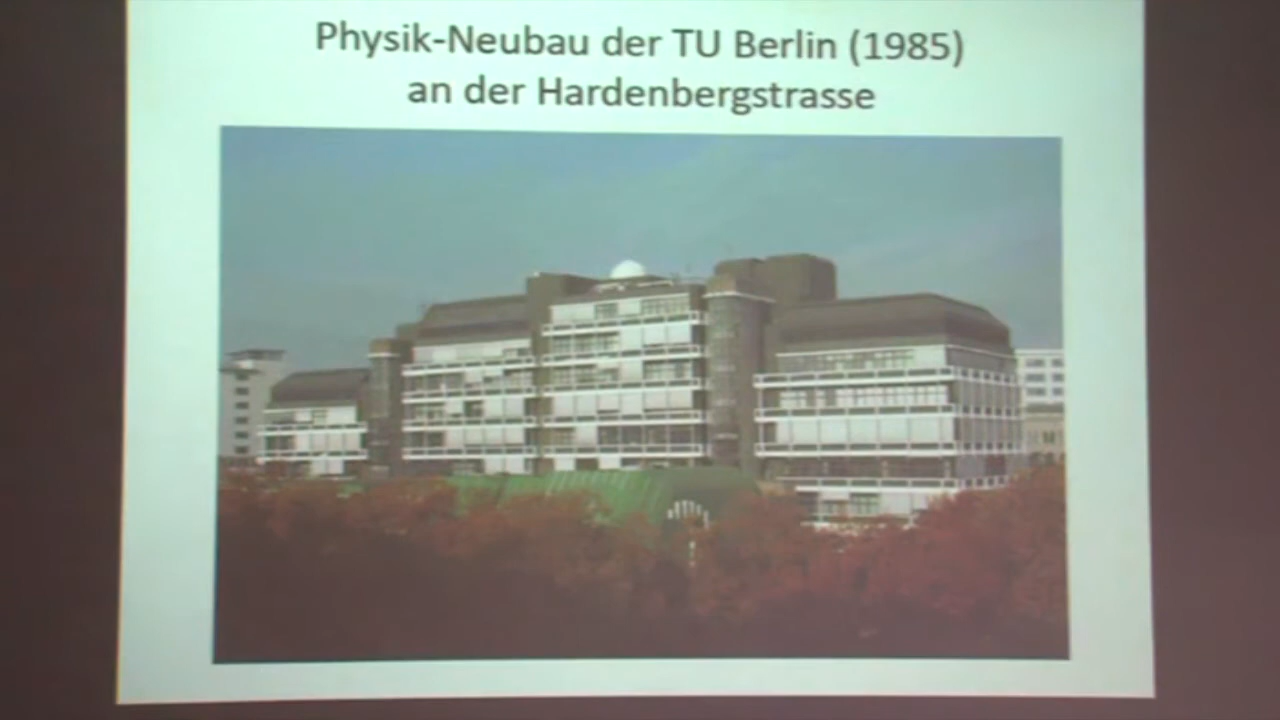 Physik-Neubau der TU Berlin (1985)
an der Hardenbergstrasse